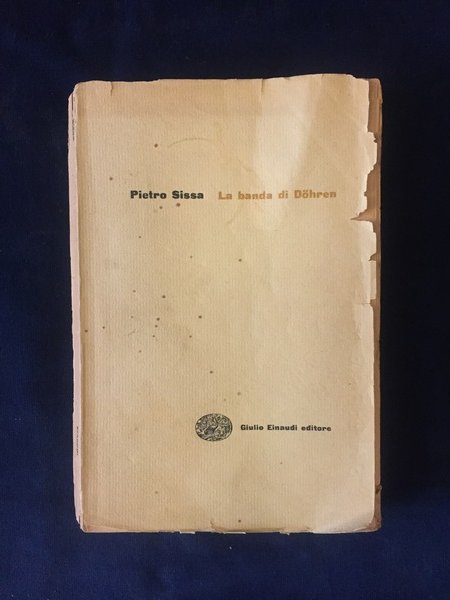 Pietro Sissa La banda di Döhren
Giulio Einaudi editore